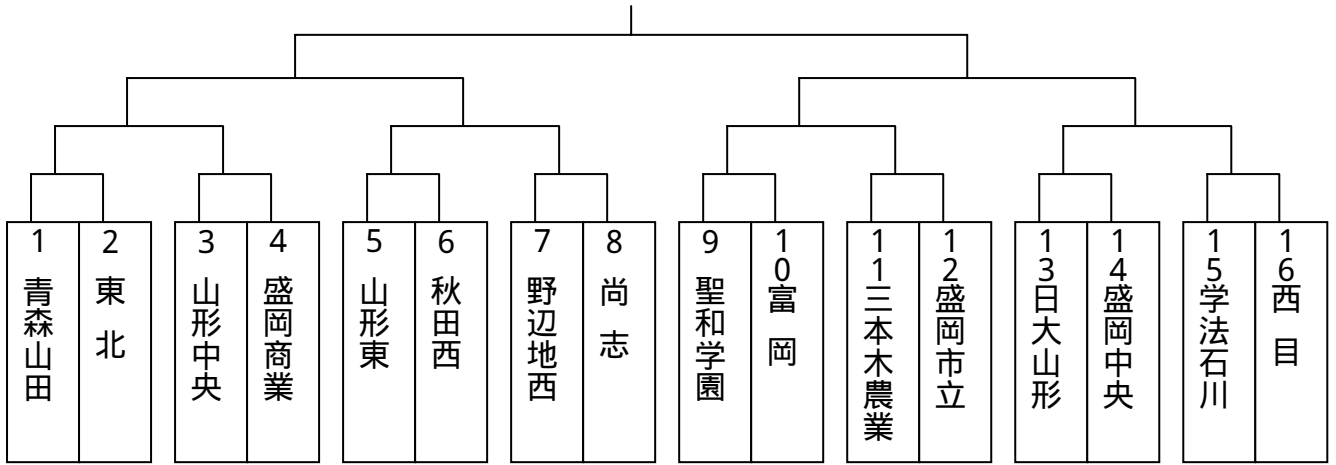 1 青森山田
2 東北
3 山形中央
4 盛岡商業
5 山形東
6 秋田西
7 野辺地西
8 尚志
9 聖和学園
10 富岡
11 三本木農業
12 盛岡市立
13 日大山形
14 盛岡中央
15 学法石川
16 西目